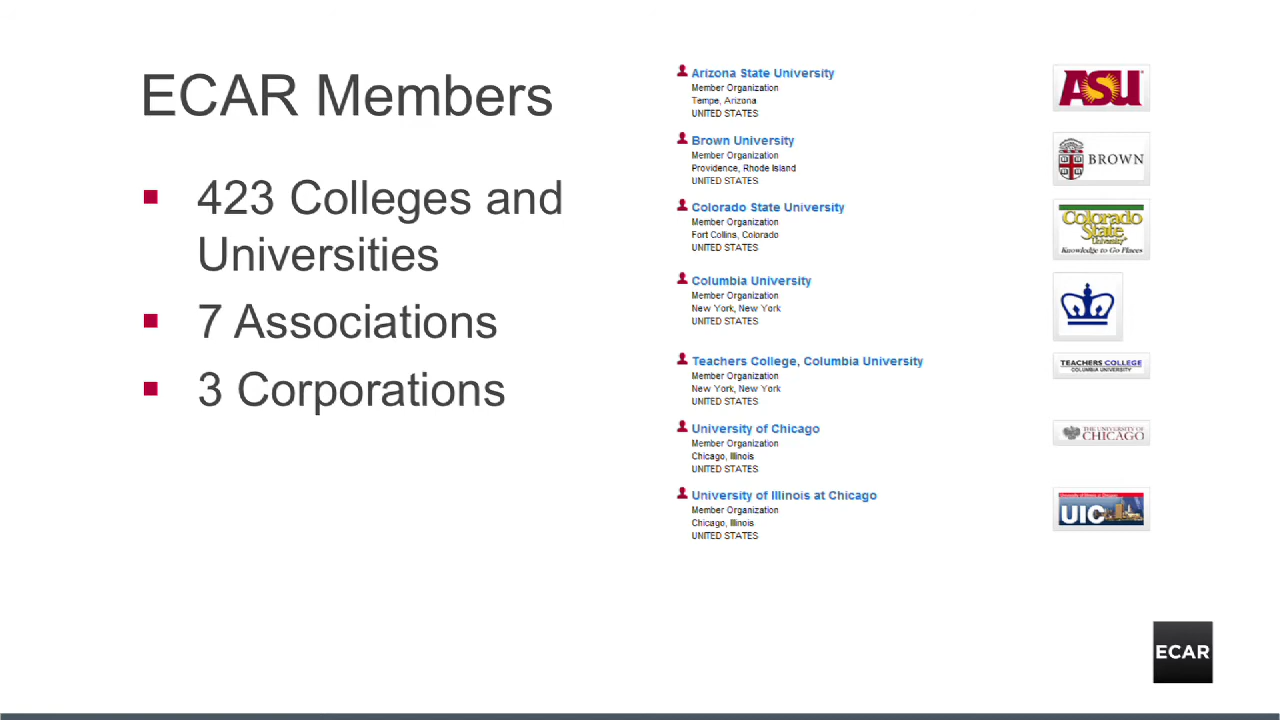 ECAR Members
423 Colleges and
Universities
7 Associations
3 Corporations
Arizona State University
Member Organization
Tempe, Arizona
UNITED STATES
ASU
Brown University
Member Organization
Providence, Rhode Island
UNITED STATES
BROWN
Colorado State University
Member Organization
Fort Collins, Colorado
UNITED STATES
Colorado
State
University
Knowledge to Go Places
Columbia University
Member Organization
New York, New York
UNITED STATES
Teachers College, Columbia University
Member Organization
New York, New York
UNITED STATES
TEACHERS COLLEGE
COLUMBIA UNIVERSITY
University of Chicago
Member Organization
Chicago, Illinois
UNITED STATES
THE UNIVERSITY OF
CHICAGO
University of Illinois at Chicago
Member Organization
Chicago, Illinois
UNITED STATES
University of Illinois at Chicago
UIC
ECAR